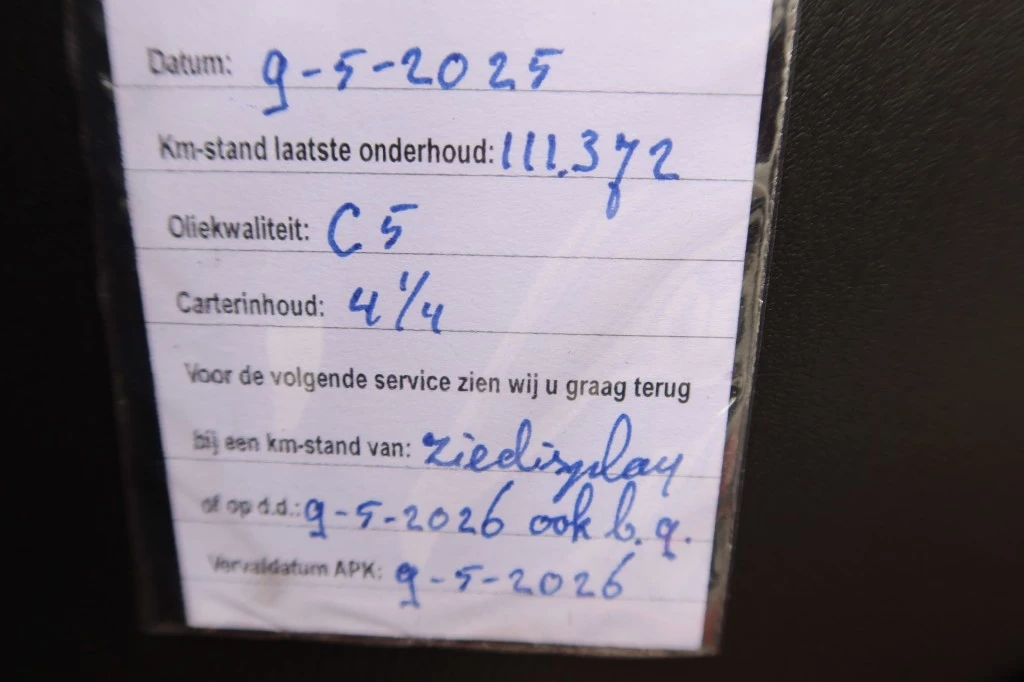 Datum: 9-5-2025
Km-stand laatste onderhoud: 111.372
Oliekwaliteit: C5
Carterinhoud: 4 1/4
Voor de volgende service zien wij u graag terug
bij een km-stand van: ziedisplay
of op d.d.: 9-5-2026 ook b.q.
Vervaldatum APK: 9-5-2026